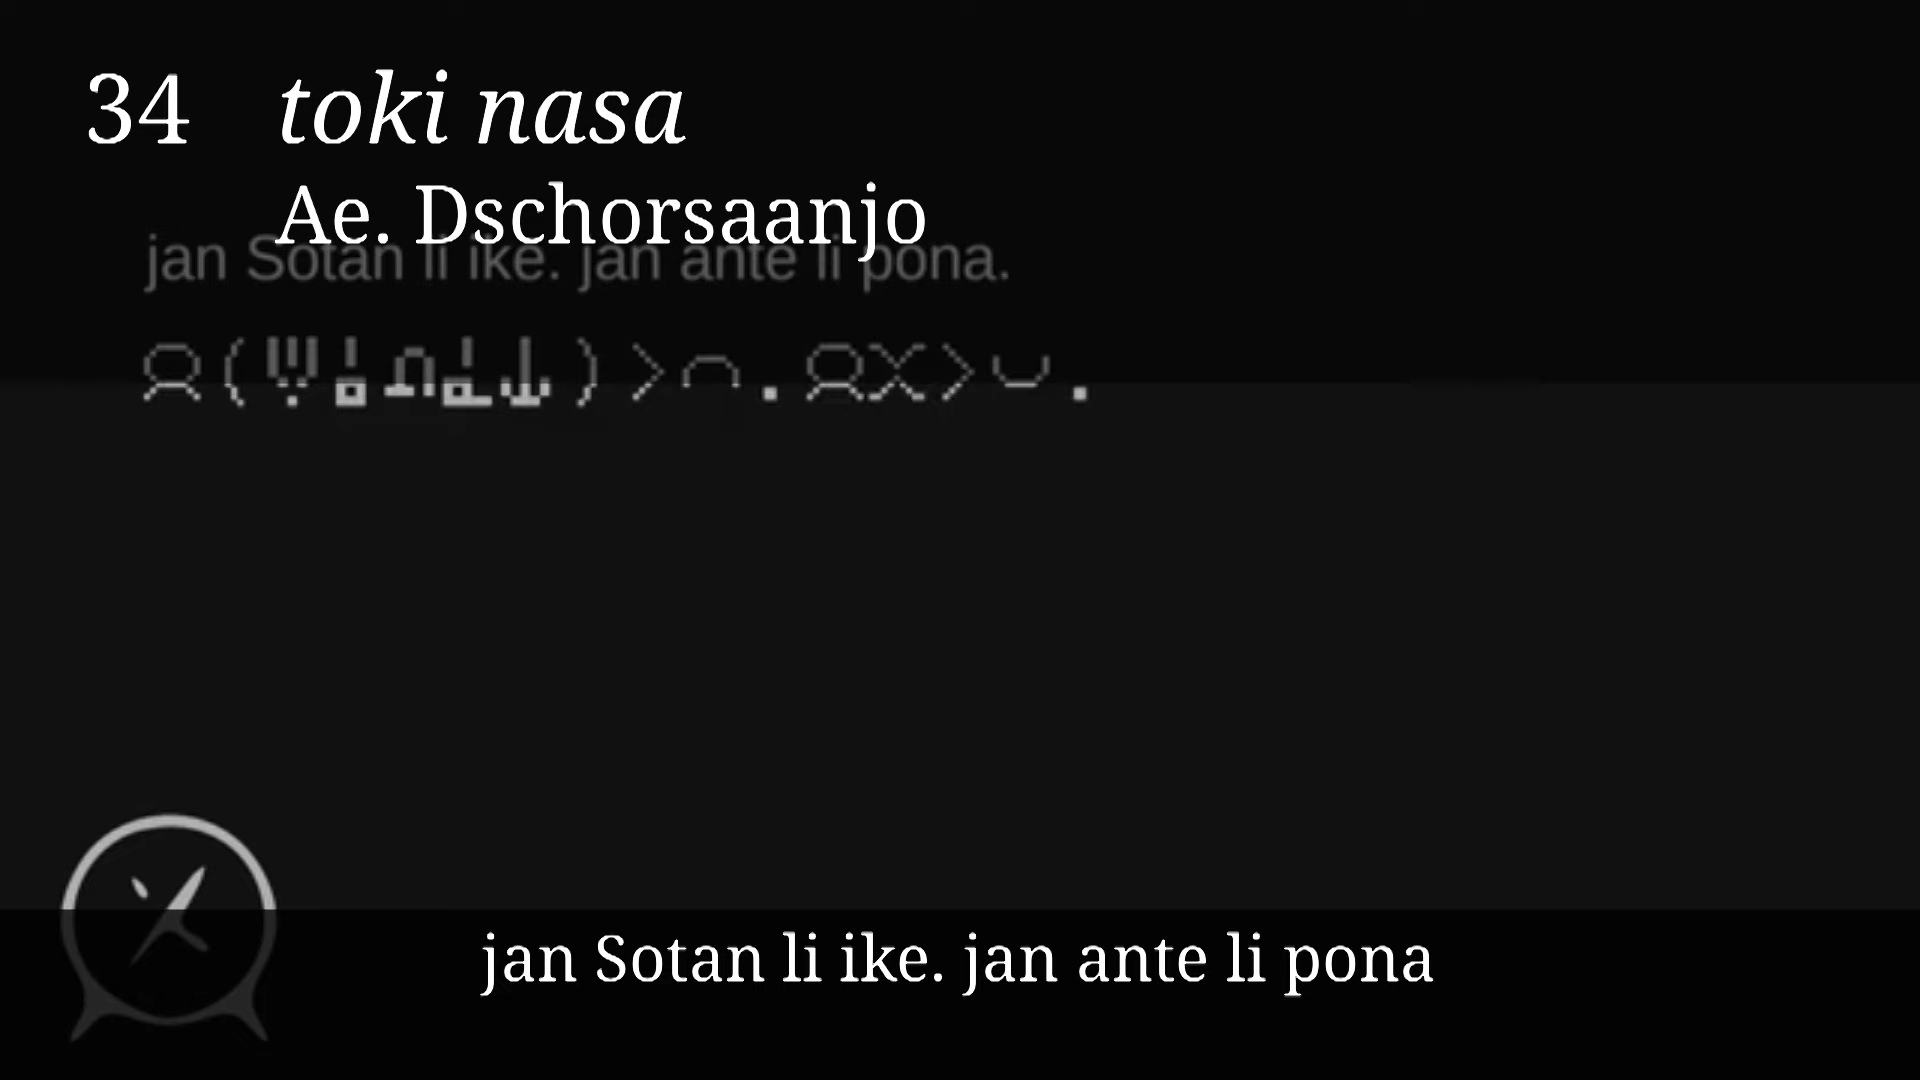 34 toki nasa
Ae. Dschorsaanjo
jan Sotan li ike. jan ante li pona.
jan Sotan li ike. jan ante li pona